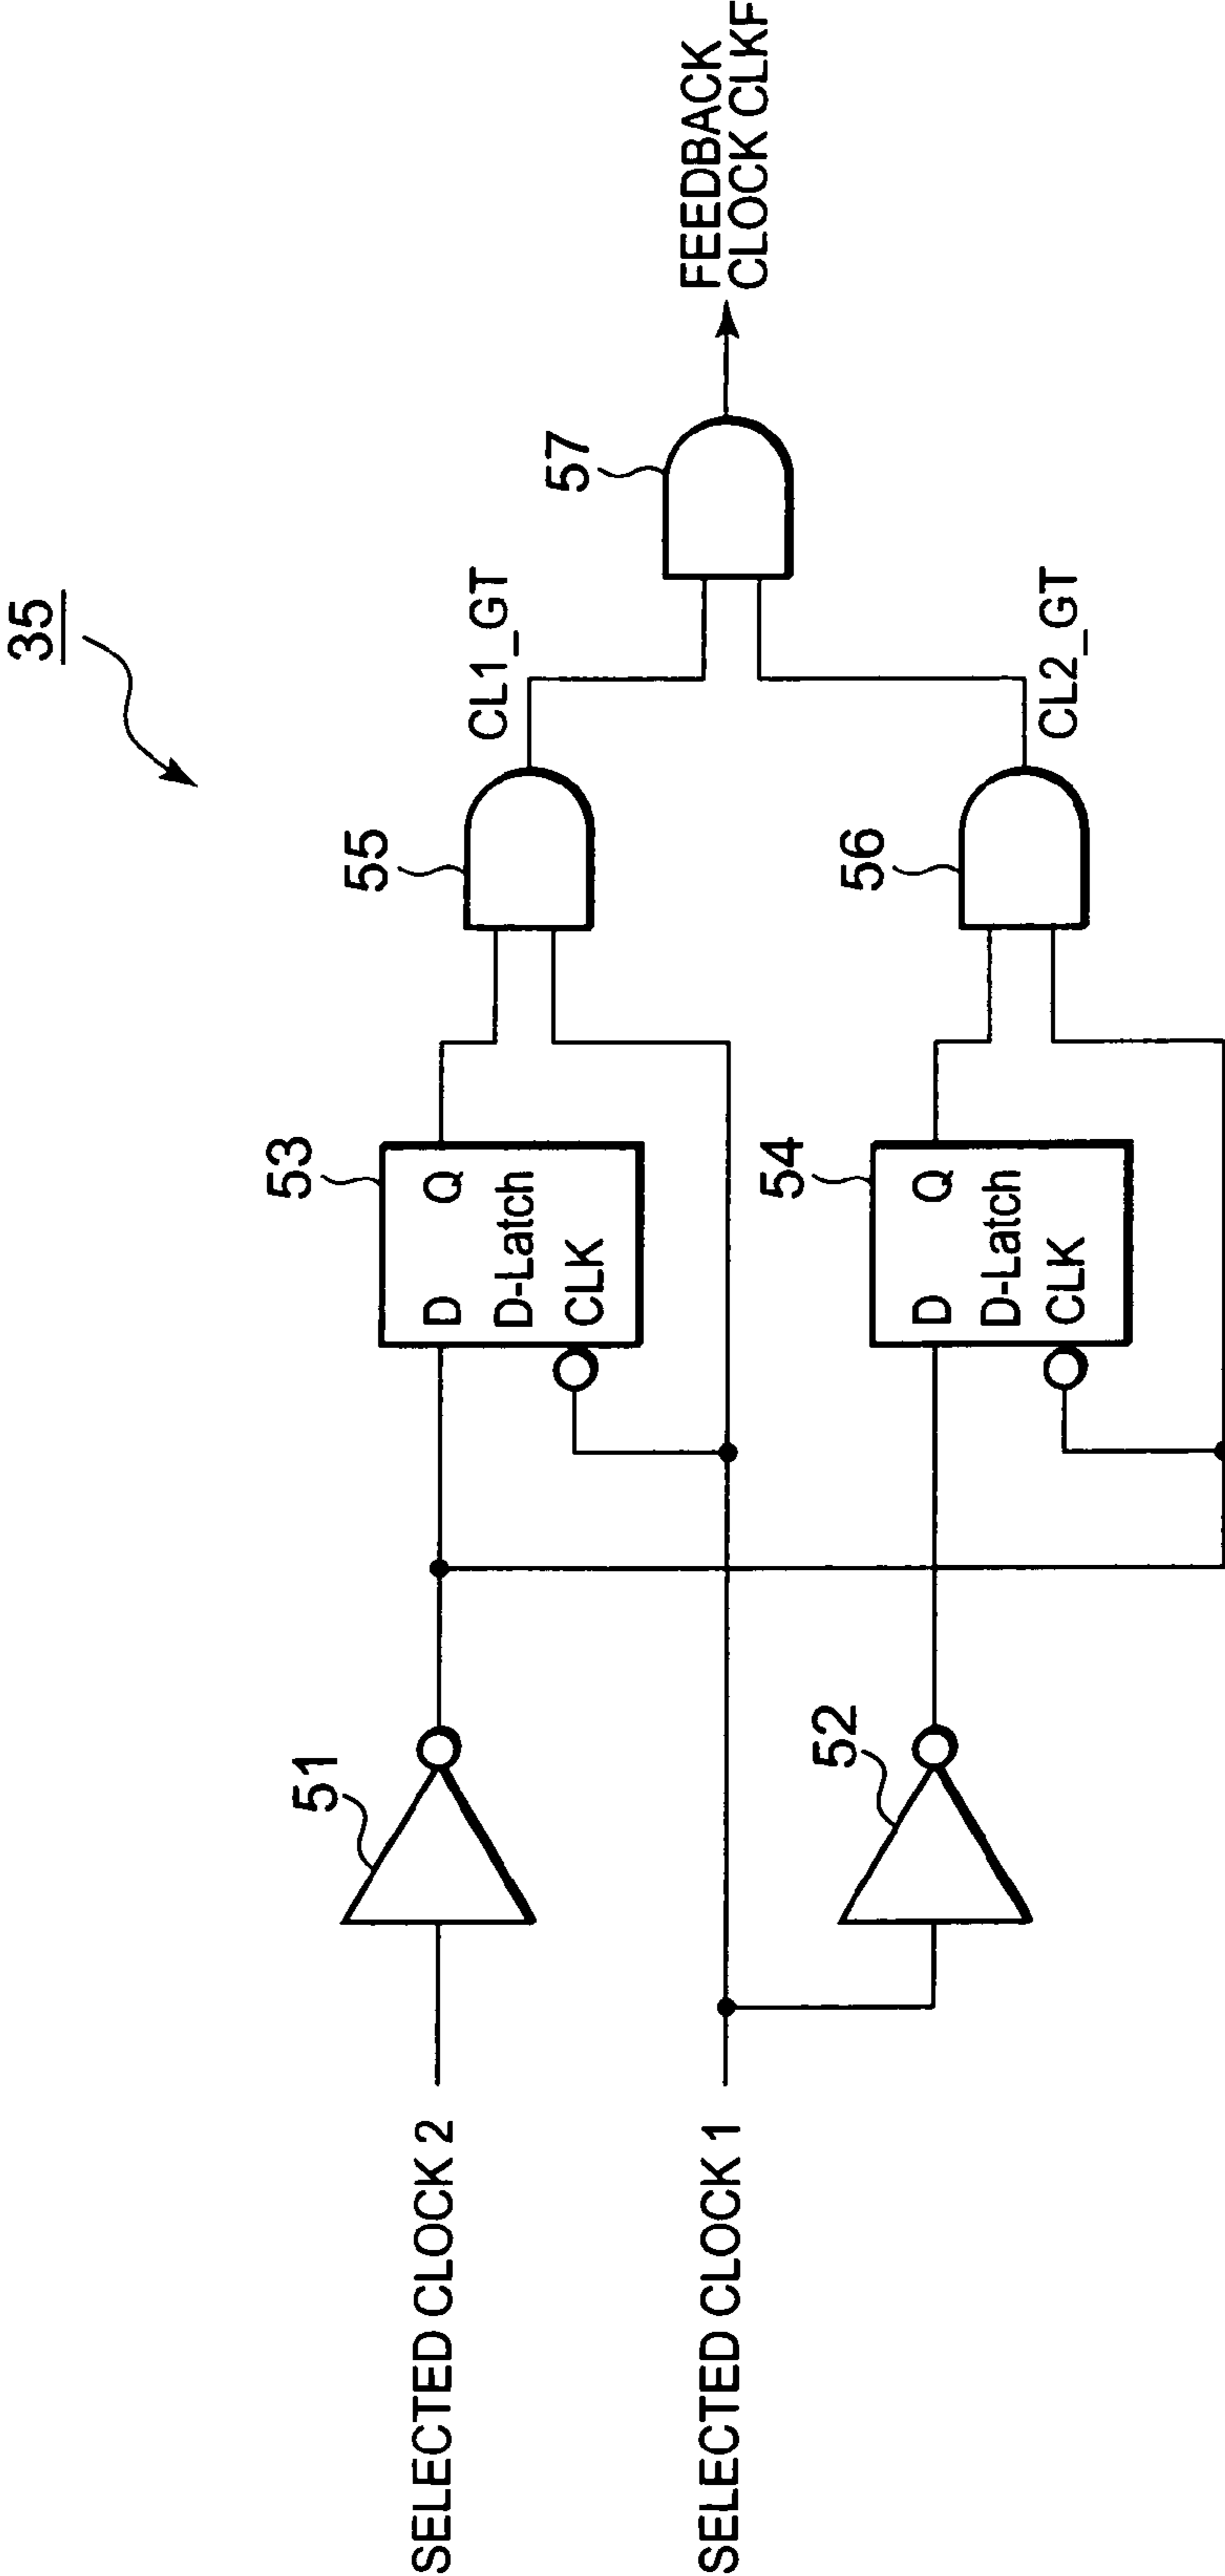 35
SELECTED CLOCK 2
SELECTED CLOCK 1
51
52
53
D Q
D-Latch
CLK
54
D Q
D-Latch
CLK
55
56
CL1_GT
CL2_GT
57
FEEDBACK
CLOCK CLKF